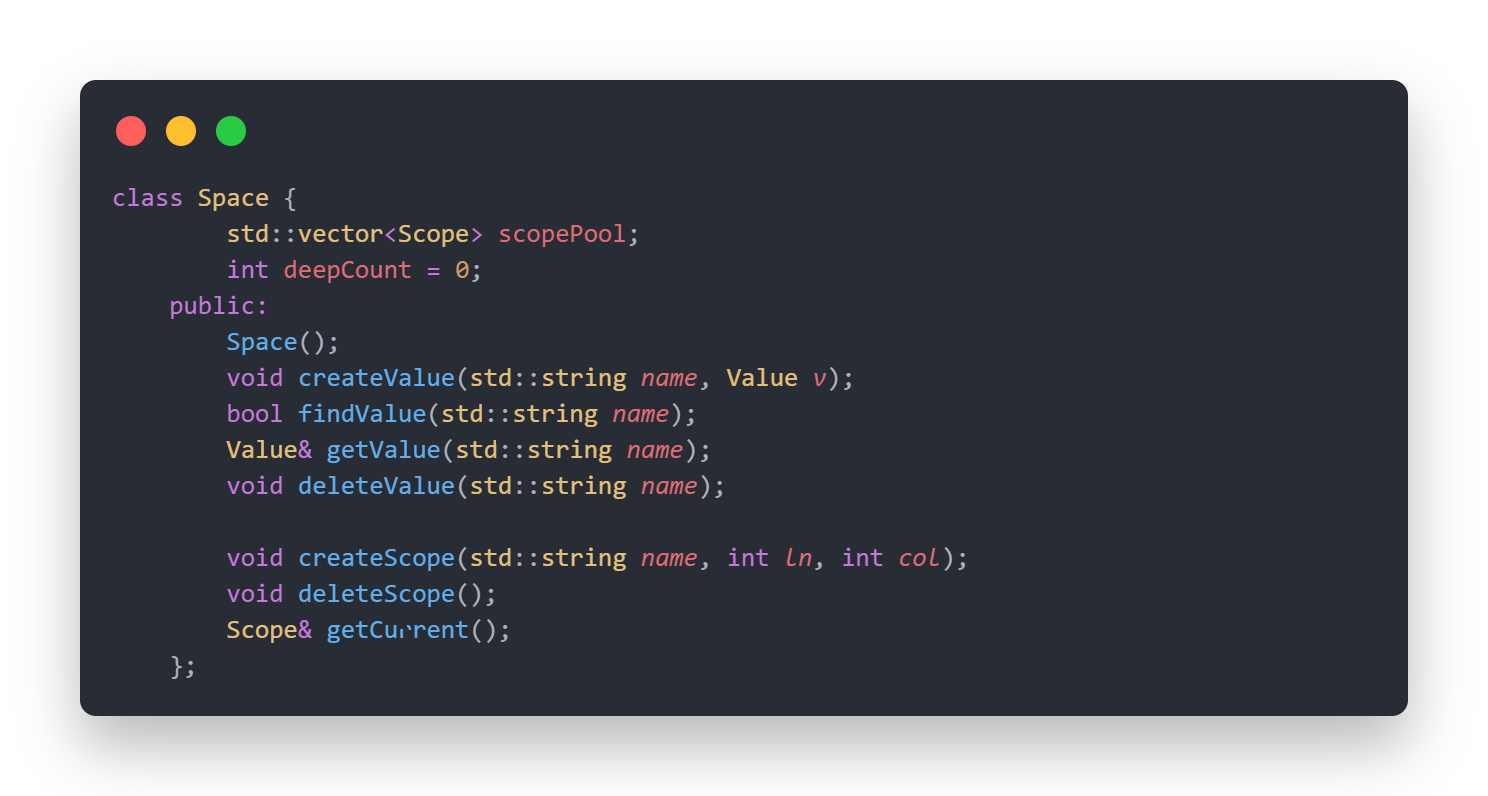 class Space {
        std::vector<Scope> scopePool;
        int deepCount = 0;
    public:
        Space();
        void createValue(std::string name, Value v);
        bool findValue(std::string name);
        Value& getValue(std::string name);
        void deleteValue(std::string name);

        void createScope(std::string name, int ln, int col);
        void deleteScope();
        Scope& getCurrent();
    };